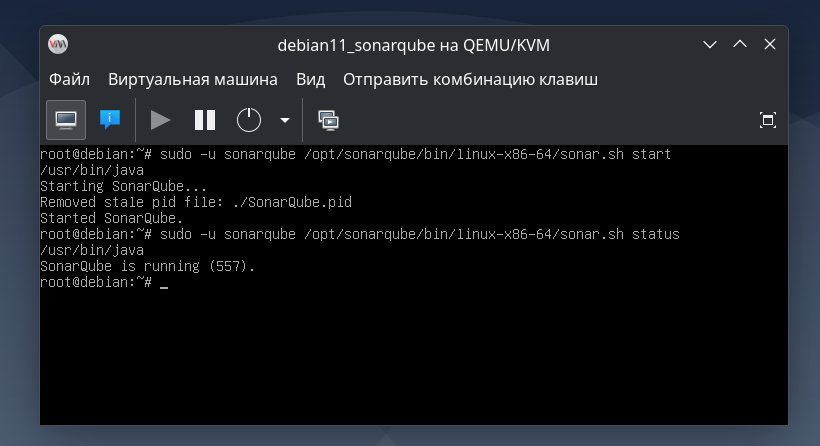 debian11_sonarqube на QEMU/KVM
Файл Виртуальная машина Вид Отправить комбинацию клавиш
root@debian:~# sudo -u sonarqube /opt/sonarqube/bin/linux-x86-64/sonar.sh start
/usr/bin/java
Starting SonarQube...
Removed stale pid file: ./SonarQube.pid
Started SonarQube.
root@debian:~# sudo -u sonarqube /opt/sonarqube/bin/linux-x86-64/sonar.sh status
/usr/bin/java
SonarQube is running (557).
root@debian:~# _